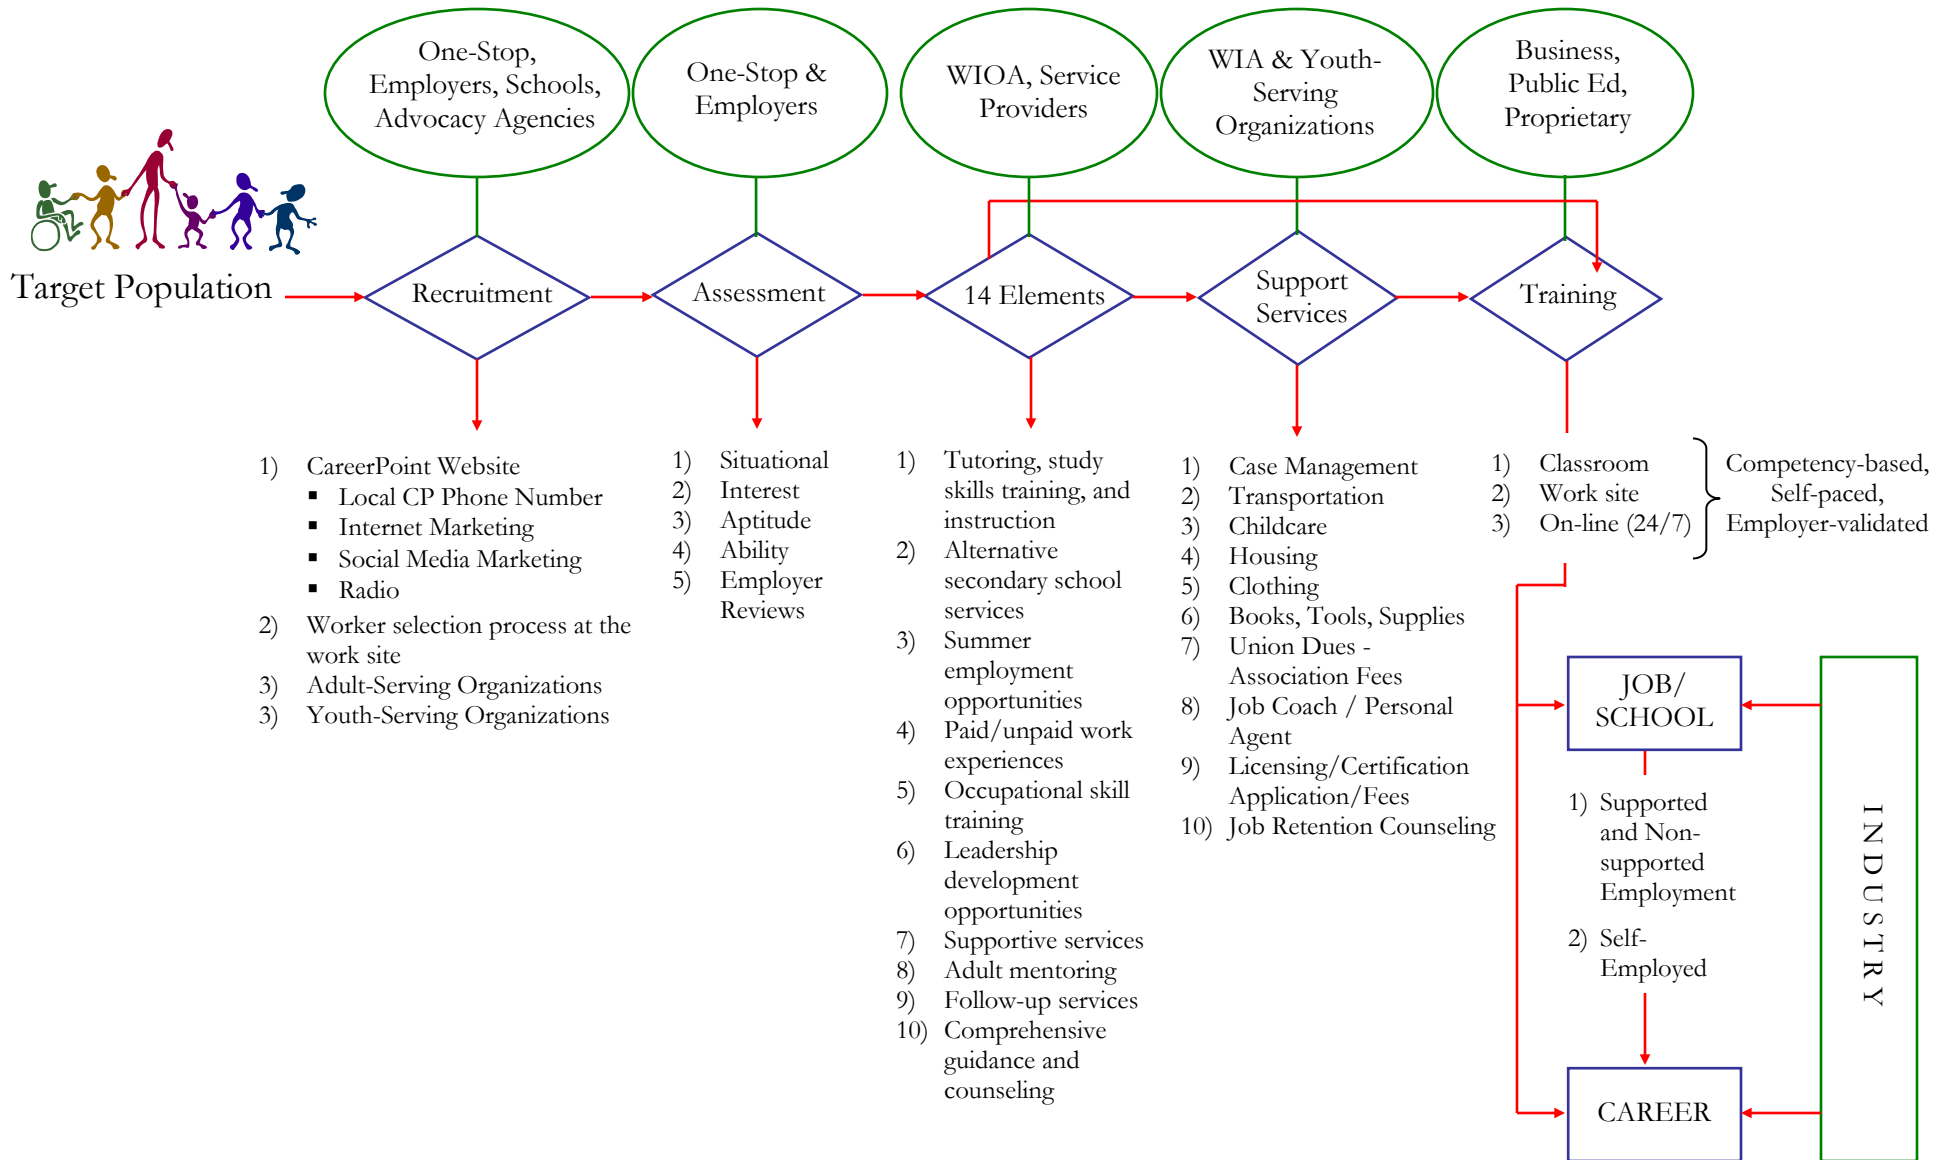 One-Stop,
Employers, Schools,
Advocacy Agencies
One-Stop &
Employers
WIOA, Service
Providers
WIA & Youth-
Serving
Organizations
Business,
Public Ed,
Proprietary
Target Population
Recruitment
Assessment
14 Elements
Support
Services
Training
1) CareerPoint Website
▪ Local CP Phone Number
▪ Internet Marketing
▪ Social Media Marketing
▪ Radio
2) Worker selection process at the
work site
3) Adult-Serving Organizations
3) Youth-Serving Organizations
1) Situational
2) Interest
3) Aptitude
4) Ability
5) Employer
Reviews
1) Tutoring, study
skills training, and
instruction
2) Alternative
secondary school
services
3) Summer
employment
opportunities
4) Paid/unpaid work
experiences
5) Occupational skill
training
6) Leadership
development
opportunities
7) Supportive services
8) Adult mentoring
9) Follow-up services
10) Comprehensive
guidance and
counseling
1) Case Management
2) Transportation
3) Childcare
4) Housing
5) Clothing
6) Books, Tools, Supplies
7) Union Dues -
Association Fees
8) Job Coach / Personal
Agent
9) Licensing/Certification
Application/Fees
10) Job Retention Counseling
1) Classroom
2) Work site
3) On-line (24/7)
Competency-based,
Self-paced,
Employer-validated
JOB/
SCHOOL
1) Supported
and Non-
supported
Employment
2) Self-
Employed
CAREER
INDUSTRY